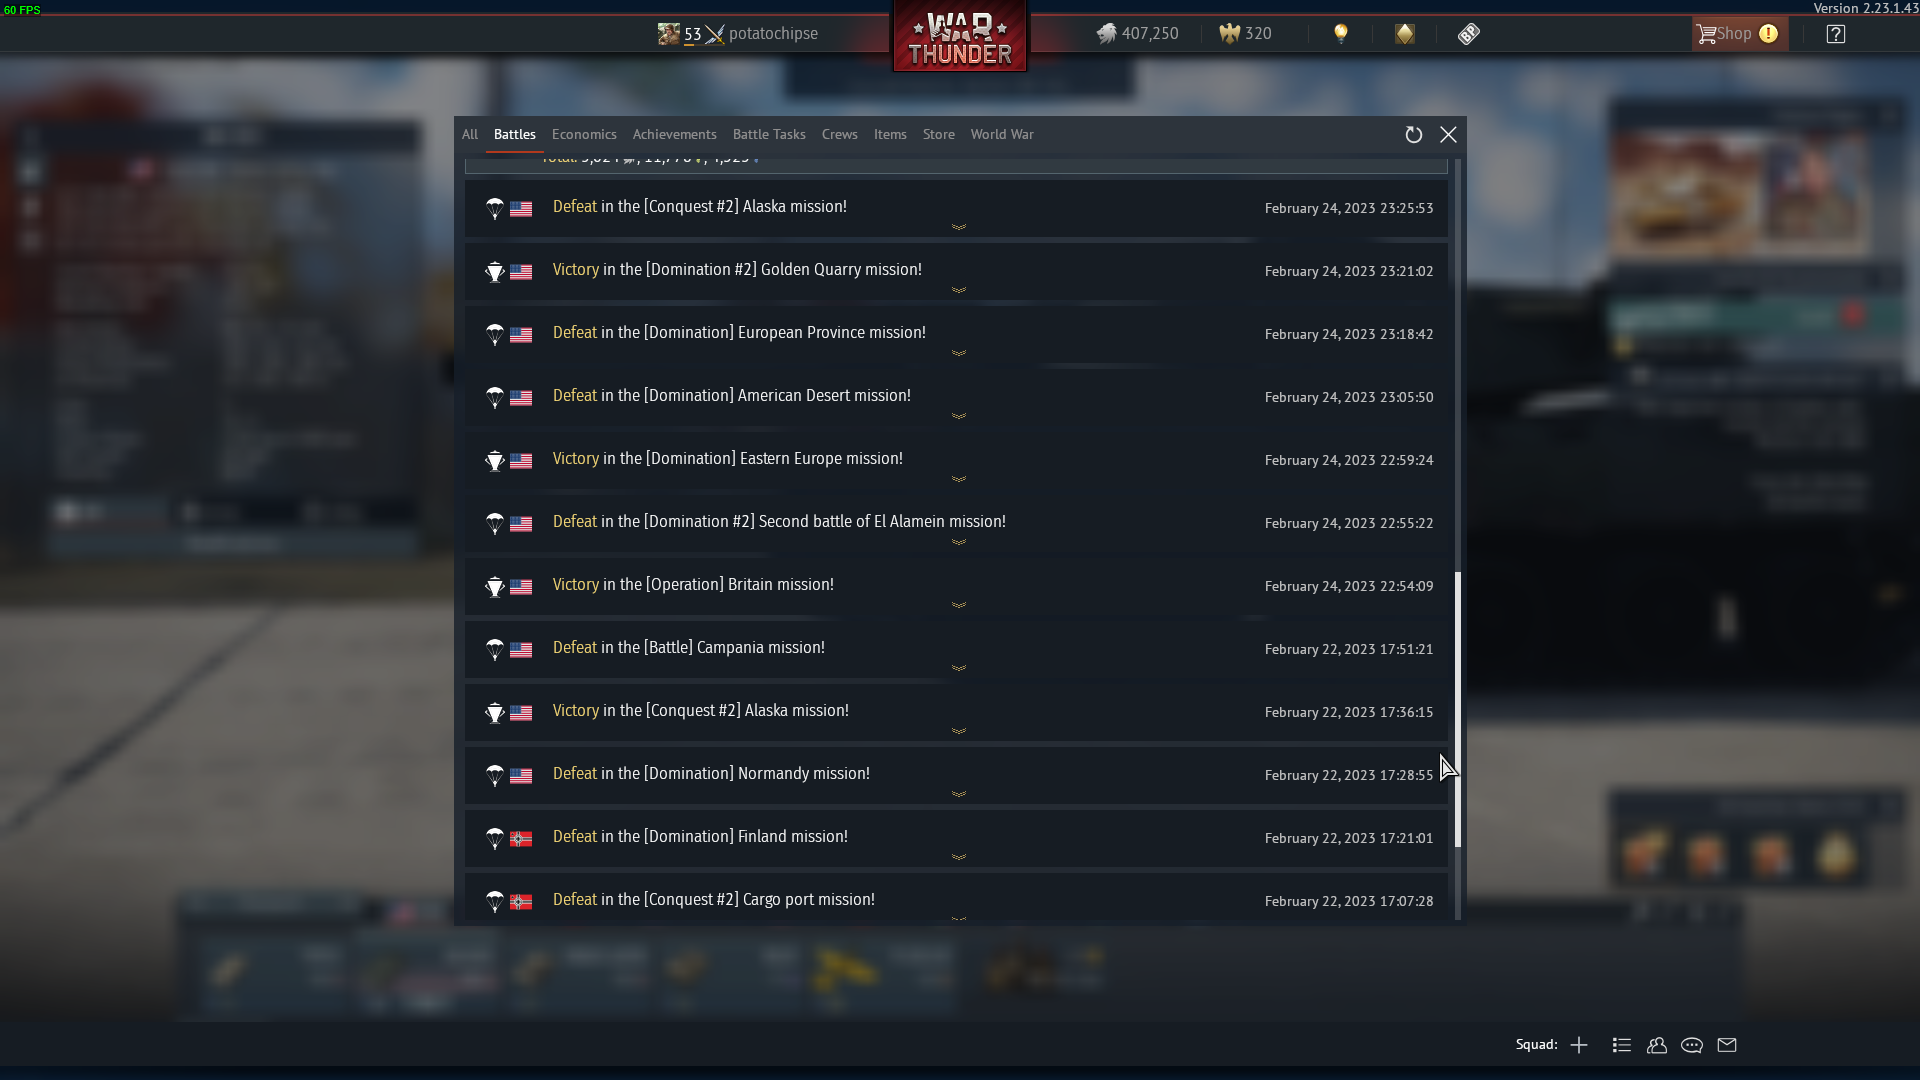 60 FPS
Version 2.23.1.43
53 potatochipse
WAR
THUNDER
407,250
320
BP
Shop !
?
All Battles Economics Achievements Battle Tasks Crews Items Store World War
Defeat in the [Conquest #2] Alaska mission! February 24, 2023 23:25:53
Victory in the [Domination #2] Golden Quarry mission! February 24, 2023 23:21:02
Defeat in the [Domination] European Province mission! February 24, 2023 23:18:42
Defeat in the [Domination] American Desert mission! February 24, 2023 23:05:50
Victory in the [Domination] Eastern Europe mission! February 24, 2023 22:59:24
Defeat in the [Domination #2] Second battle of El Alamein mission! February 24, 2023 22:55:22
Victory in the [Operation] Britain mission! February 24, 2023 22:54:09
Defeat in the [Battle] Campania mission! February 22, 2023 17:51:21
Victory in the [Conquest #2] Alaska mission! February 22, 2023 17:36:15
Defeat in the [Domination] Normandy mission! February 22, 2023 17:28:55
Defeat in the [Domination] Finland mission! February 22, 2023 17:21:01
Defeat in the [Conquest #2] Cargo port mission! February 22, 2023 17:07:28
Squad: